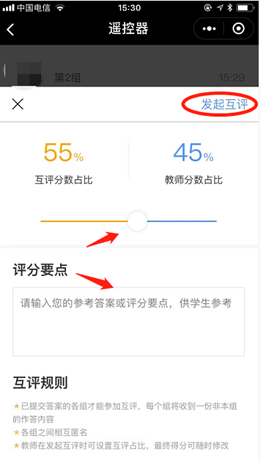 中国电信 15:30
遥控器
第2组 15:29
发起互评
55% 45%
互评分数占比 教师分数占比
评分要点
请输入您的参考答案或评分要点，供学生参考
互评规则
★已提交答案的各组才能参加互评，每个组将收到一份非本组
的作答内容
★各组之间相互匿名
★教师在发起互评时可设置互评占比，最终得分可随时修改